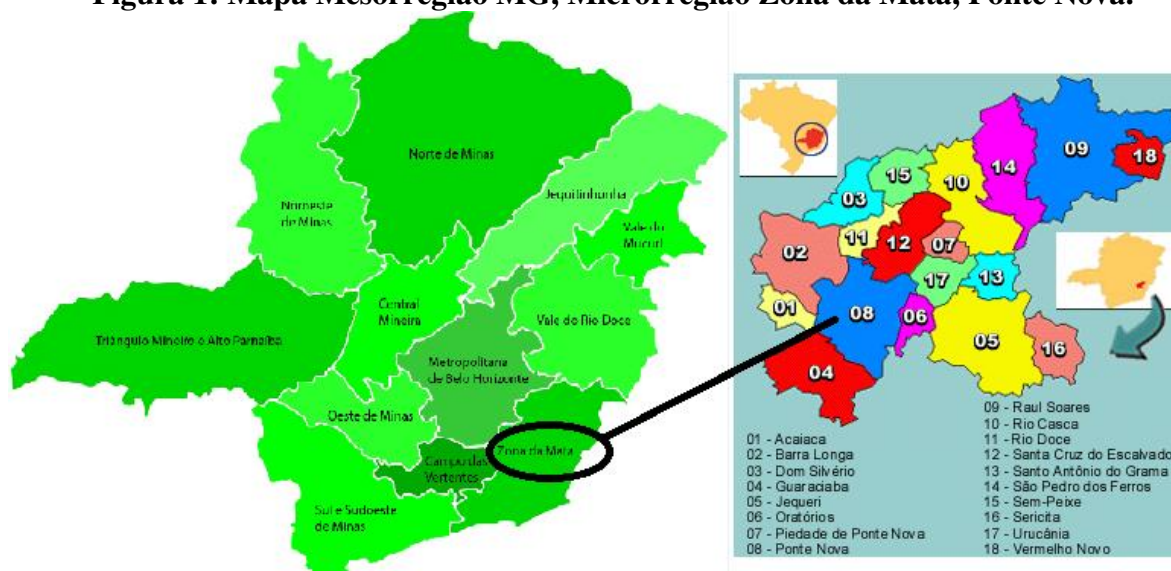 Figura 1: Mapa Mesorregião MG, Microrregião Zona da Mata, Ponte Nova.
Norte de Minas
Jequitinhonha
Noroeste
de Minas
Vale do
Mucuri
Central
Mineira
Vale do Rio Doce
Triângulo Mineiro e Alto Parnaíba
Metropolitana
de Belo Horizonte
Oeste de Minas
Zona da Mata
Campo das
Vertentes
Sul e Sudoeste
de Minas
09
18
14
15
10
03
11
12
07
02
17
13
01
08
06
05
16
04
01 - Acaiaca
02 - Barra Longa
03 - Dom Silvério
04 - Guaraciaba
05 - Jequeri
06 - Oratórios
07 - Piedade de Ponte Nova
08 - Ponte Nova
09 - Raul Soares
10 - Rio Casca
11 - Rio Doce
12 - Santa Cruz do Escalvado
13 - Santo Antônio do Grama
14 - São Pedro dos Ferros
15 - Sem-Peixe
16 - Sericita
17 - Urucânia
18 - Vermelho Novo